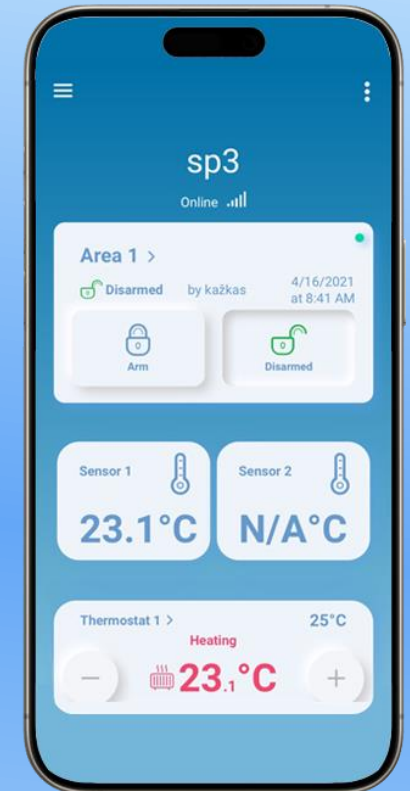 sp3
Online
Area 1 >
Disarmed by kažkas 4/16/2021
at 8:41 AM
Arm Disarmed
Sensor 1 Sensor 2
23.1°C N/A°C
Thermostat 1 > 25°C
Heating
23.1°C